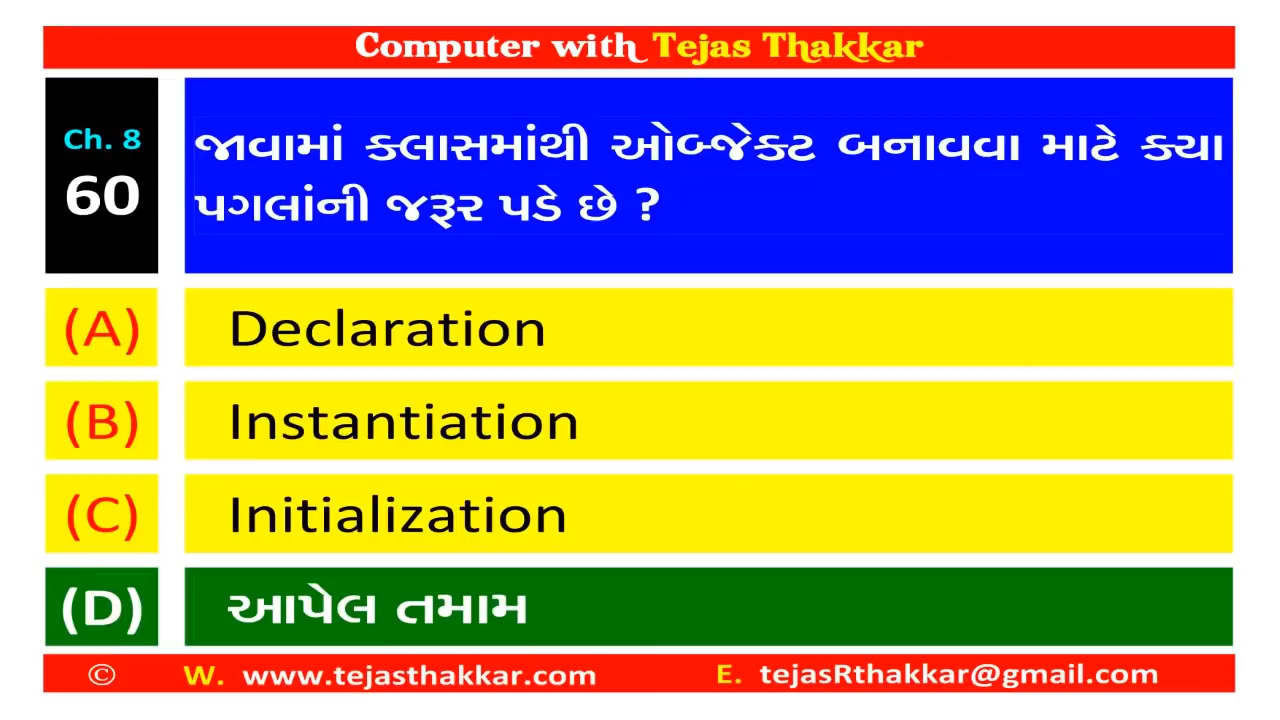 Computer with Tejas Thakkar
Ch. 8
60
જાવામાં ક્લાસમાંથી ઓબ્જેક્ટ બનાવવા માટે ક્યા
પગલાંની જરૂર પડે છે ?
(A) Declaration
(B) Instantiation
(C) Initialization
(D) આપેલ તમામ
© W. www.tejasthakkar.com E. tejasRthakkar@gmail.com